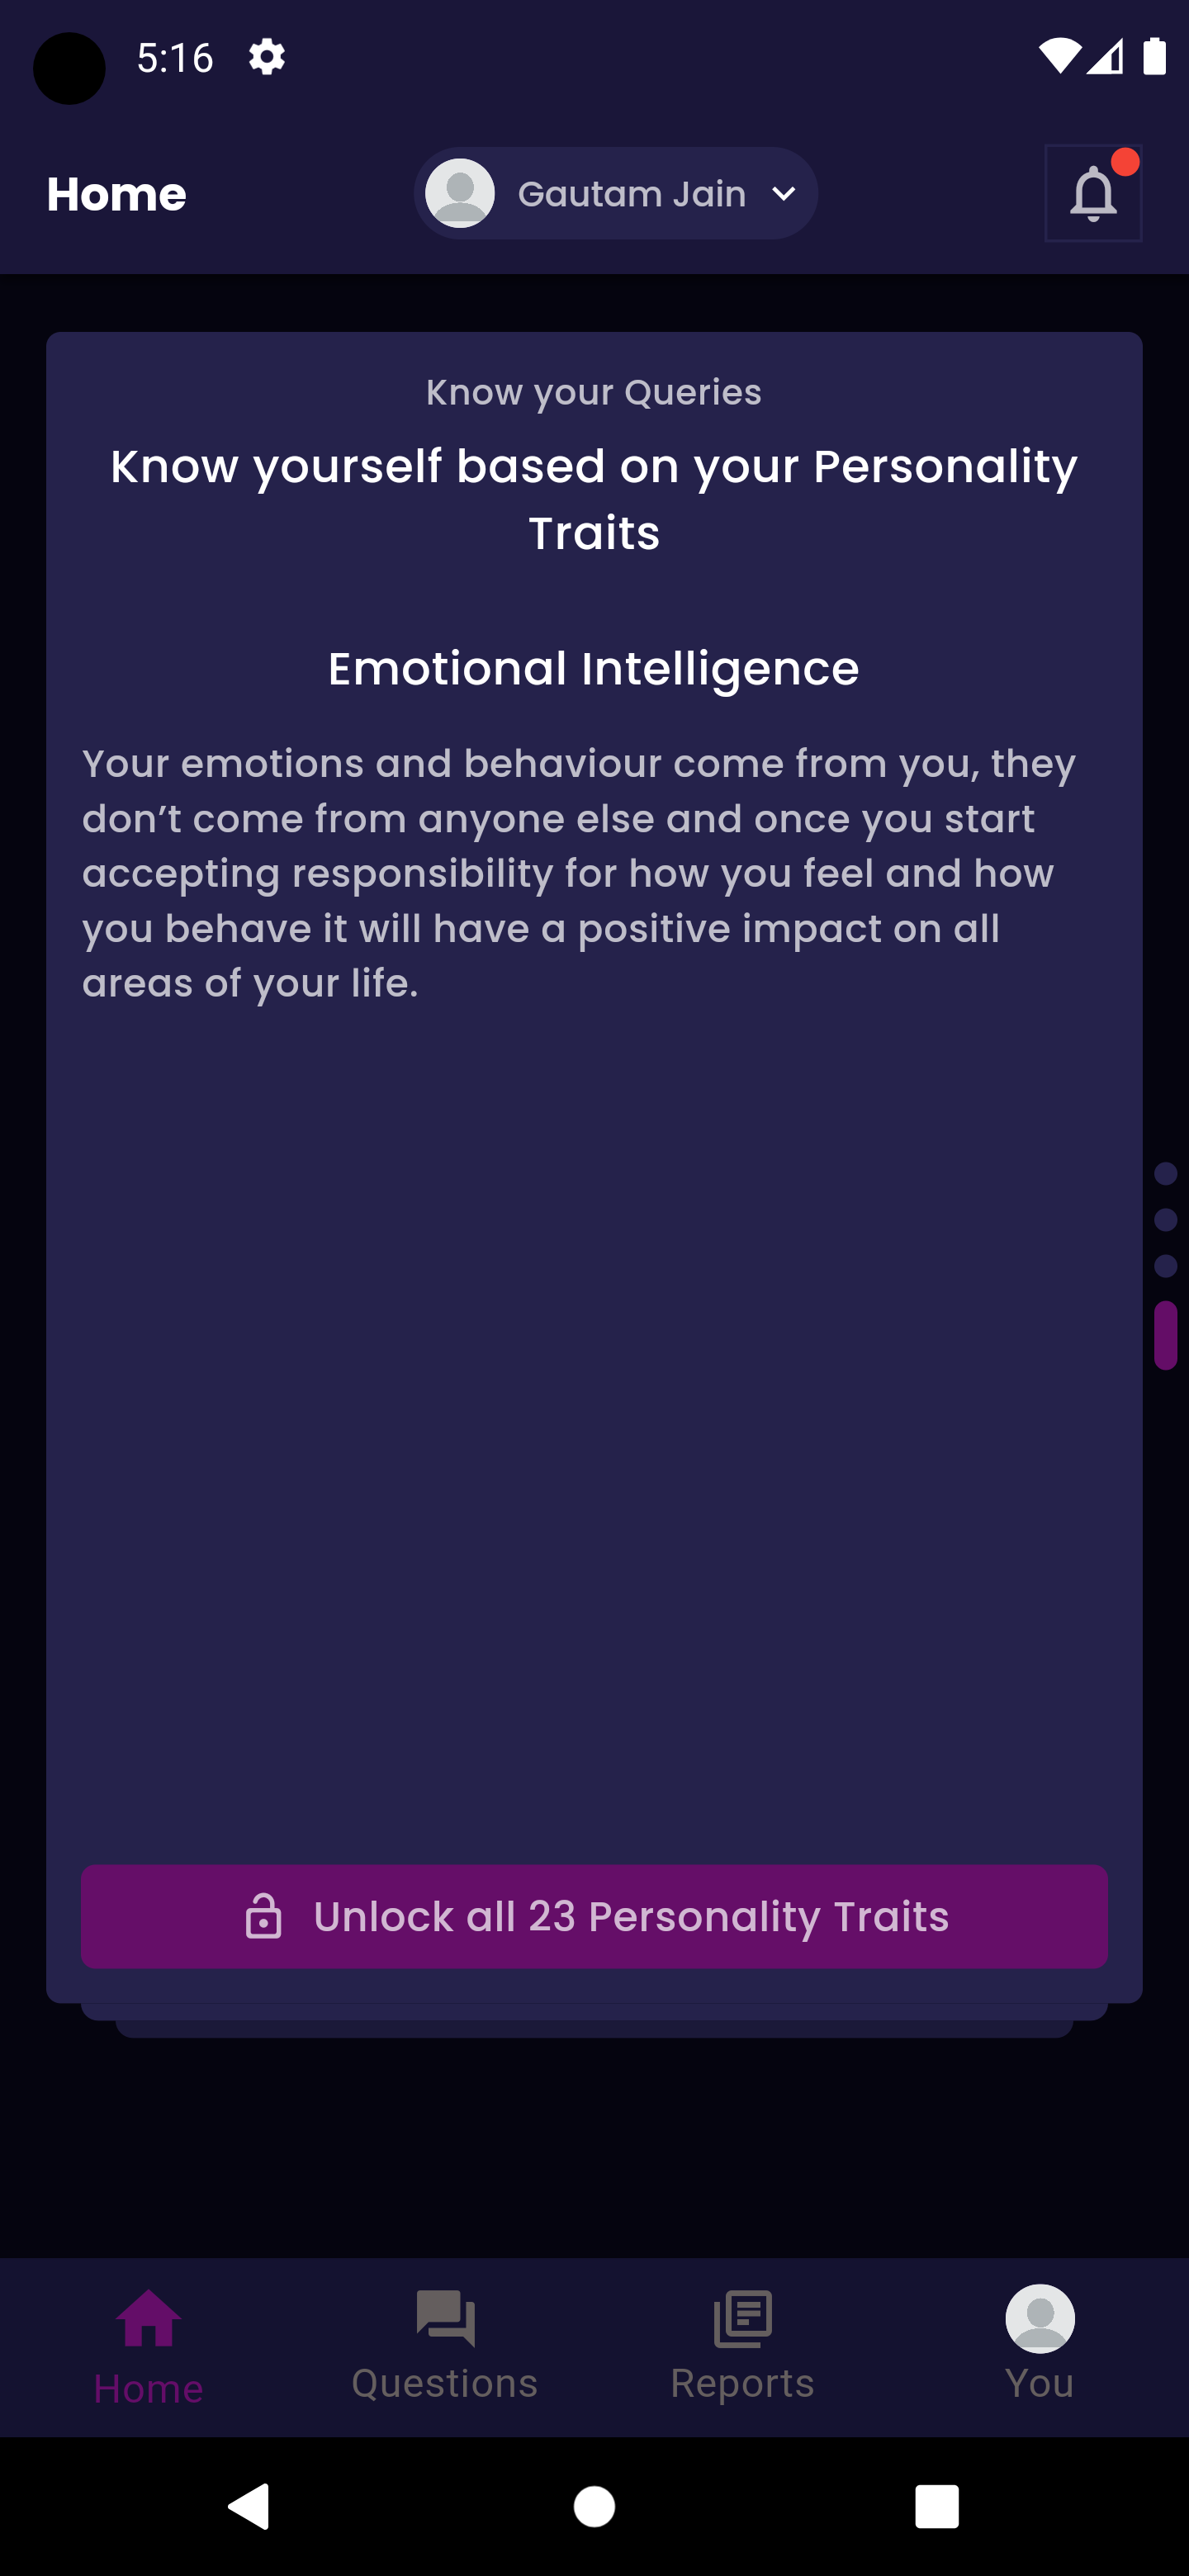 5:16
Home
Gautam Jain
Know your Queries
Know yourself based on your Personality
Traits
Emotional Intelligence
Your emotions and behaviour come from you, they
don’t come from anyone else and once you start
accepting responsibility for how you feel and how
you behave it will have a positive impact on all
areas of your life.
Unlock all 23 Personality Traits
Home
Questions
Reports
You